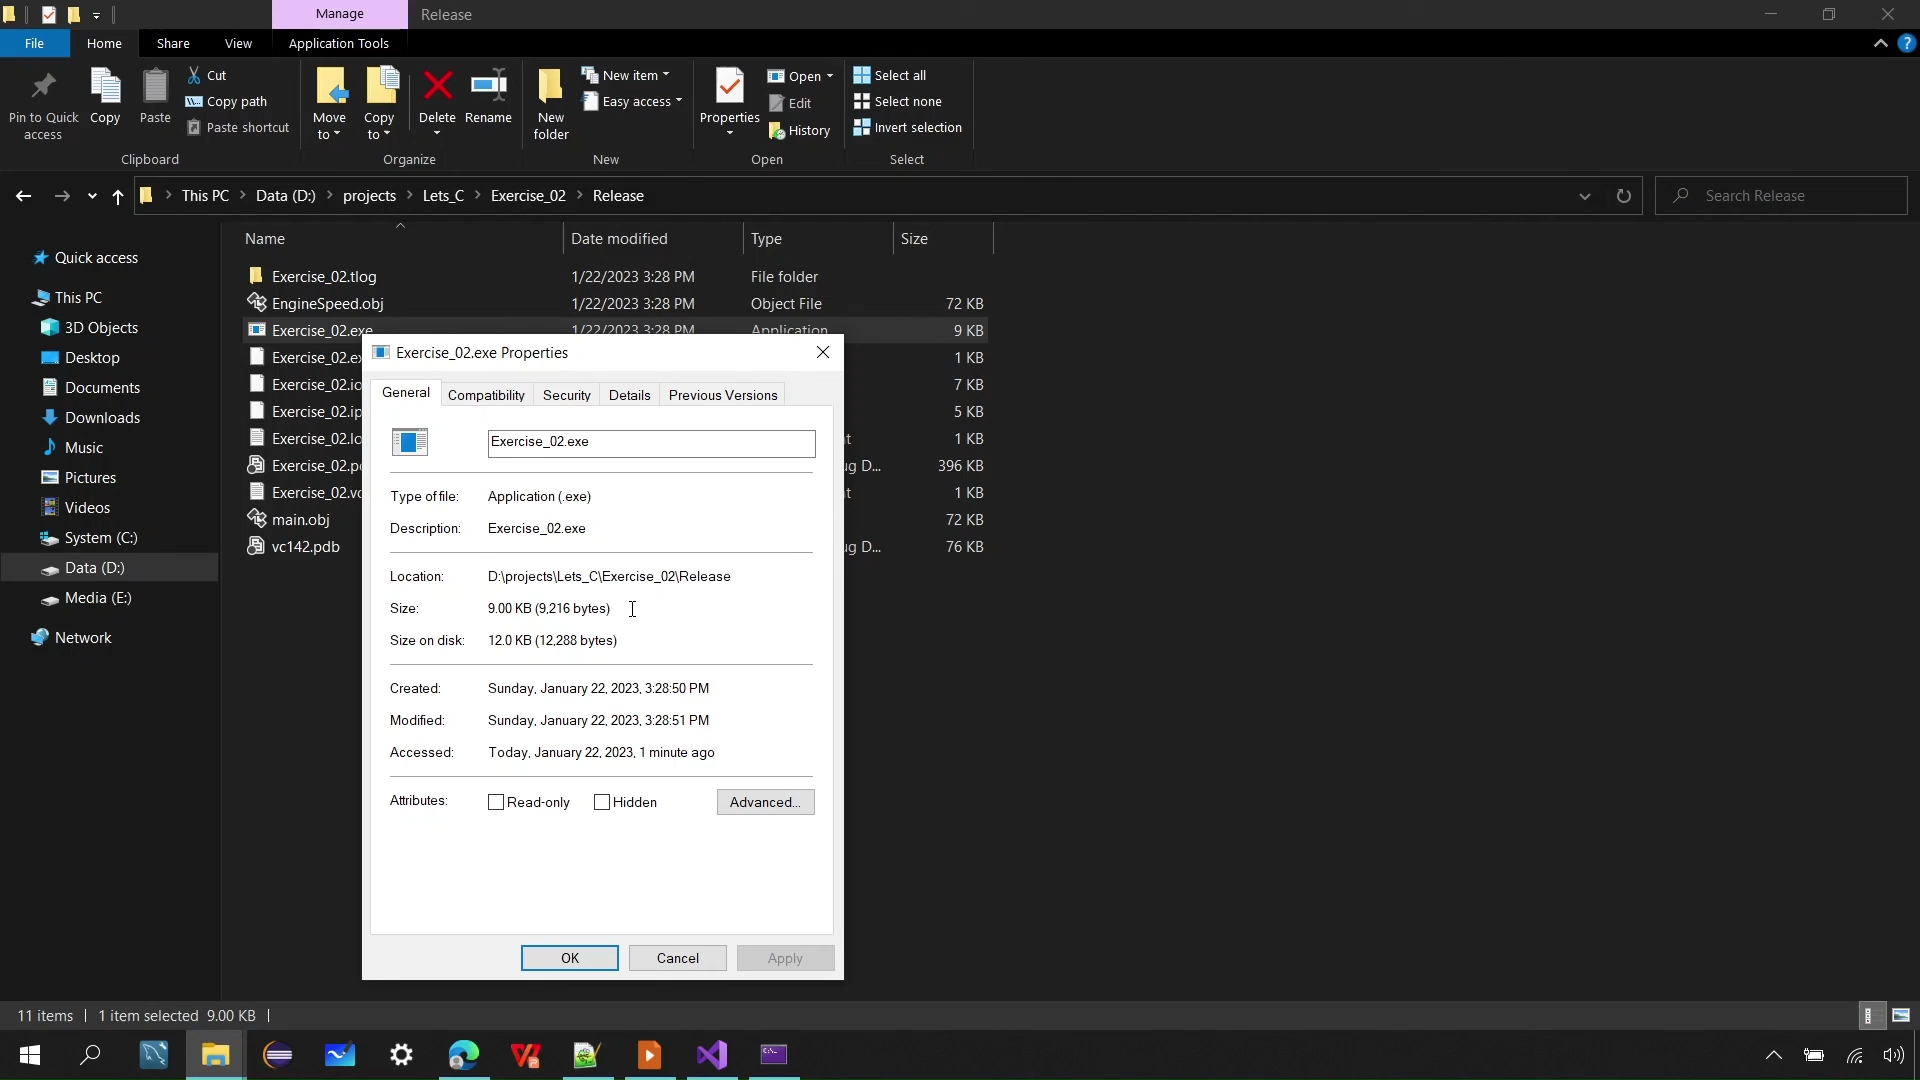 Manage Release
File Home Share View Application Tools
Pin to Quick access
Copy
Paste
Cut
Copy path
Paste shortcut
Clipboard
Move to
Copy to
Delete
Rename
Organize
New folder
New item
Easy access
New
Properties
Open
Edit
History
Open
Select all
Select none
Invert selection
Select
This PC > Data (D:) > projects > Lets_C > Exercise_02 > Release
Search Release
Quick access
This PC
3D Objects
Desktop
Documents
Downloads
Music
Pictures
Videos
System (C:)
Data (D:)
Media (E:)
Network
Name Date modified Type Size
Exercise_02.tlog 1/22/2023 3:28 PM File folder
EngineSpeed.obj 1/22/2023 3:28 PM Object File 72 KB
Exercise_02.exe 1/22/2023 3:28 PM Application 9 KB
Exercise_02.ex 1 KB
Exercise_02.io 7 KB
Exercise_02.ip 5 KB
Exercise_02.lo t 1 KB
Exercise_02.po ug D... 396 KB
Exercise_02.vc t 1 KB
main.obj 72 KB
vc142.pdb ug D... 76 KB
Exercise_02.exe Properties
General Compatibility Security Details Previous Versions
Exercise_02.exe
Type of file: Application (.exe)
Description: Exercise_02.exe
Location: D:\projects\Lets_C\Exercise_02\Release
Size: 9.00 KB (9,216 bytes)
Size on disk: 12.0 KB (12,288 bytes)
Created: Sunday, January 22, 2023, 3:28:50 PM
Modified: Sunday, January 22, 2023, 3:28:51 PM
Accessed: Today, January 22, 2023, 1 minute ago
Attributes: Read-only Hidden Advanced...
OK Cancel Apply
11 items 1 item selected 9.00 KB